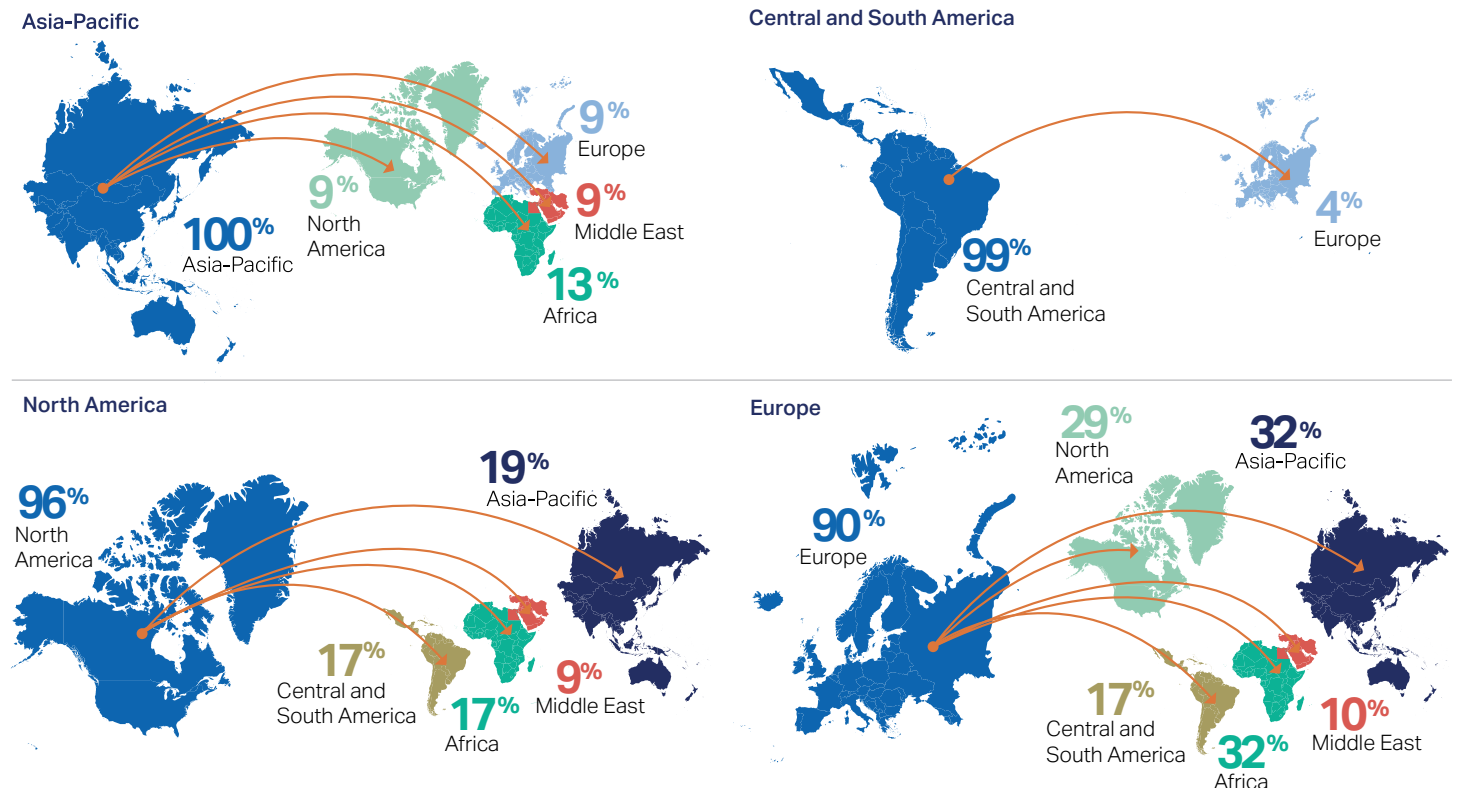 Asia-Pacific
100%
Asia-Pacific
9%
North
America
9%
Europe
9%
Middle East
13%
Africa
Central and South America
99%
Central and
South America
4%
Europe
North America
96%
North
America
19%
Asia-Pacific
17%
Central and
South America
17%
Africa
9%
Middle East
Europe
90%
Europe
29%
North
America
32%
Asia-Pacific
17%
Central and
South America
32%
Africa
10%
Middle East